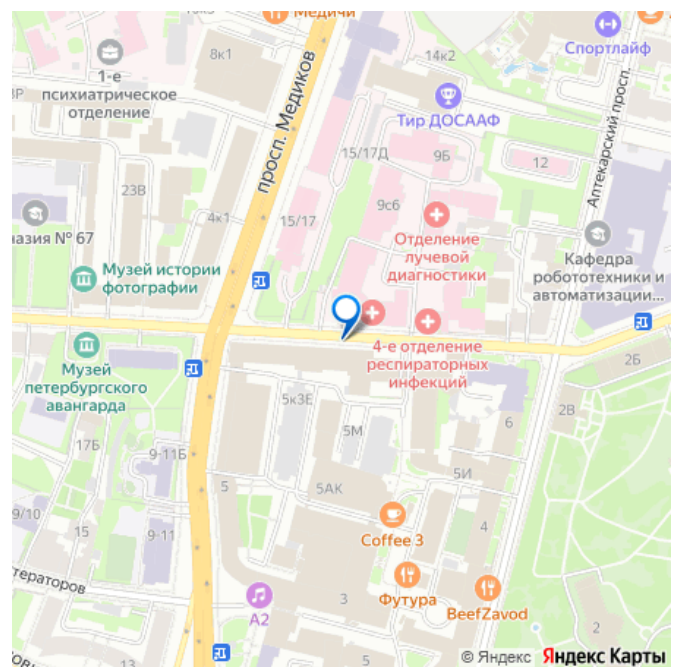 Медичи
8к1
14к2
Спортлайф
1-е
психиатрическое
отделение
просп. Медиков
Тир ДОСААФ
Аптекарский просп.
15/17Д
9Б
12
23В
4к1
15/17
9с6
назия № 67
Отделение
лучевой
диагностики
Кафедра
робототехники и
автоматизации...
Музей истории
фотографии
Музей
петербургского
авангарда
4-е отделение
респираторных
инфекций
2Б
5к3Е
5М
6
2В
17Б
9-11Б
5
5АК
5И
9/10
15
9-11
Coffee 3
4
тераторов
А2
3
Футура
BeefZavod
2
13
13
© Яндекс Яндекс Карты